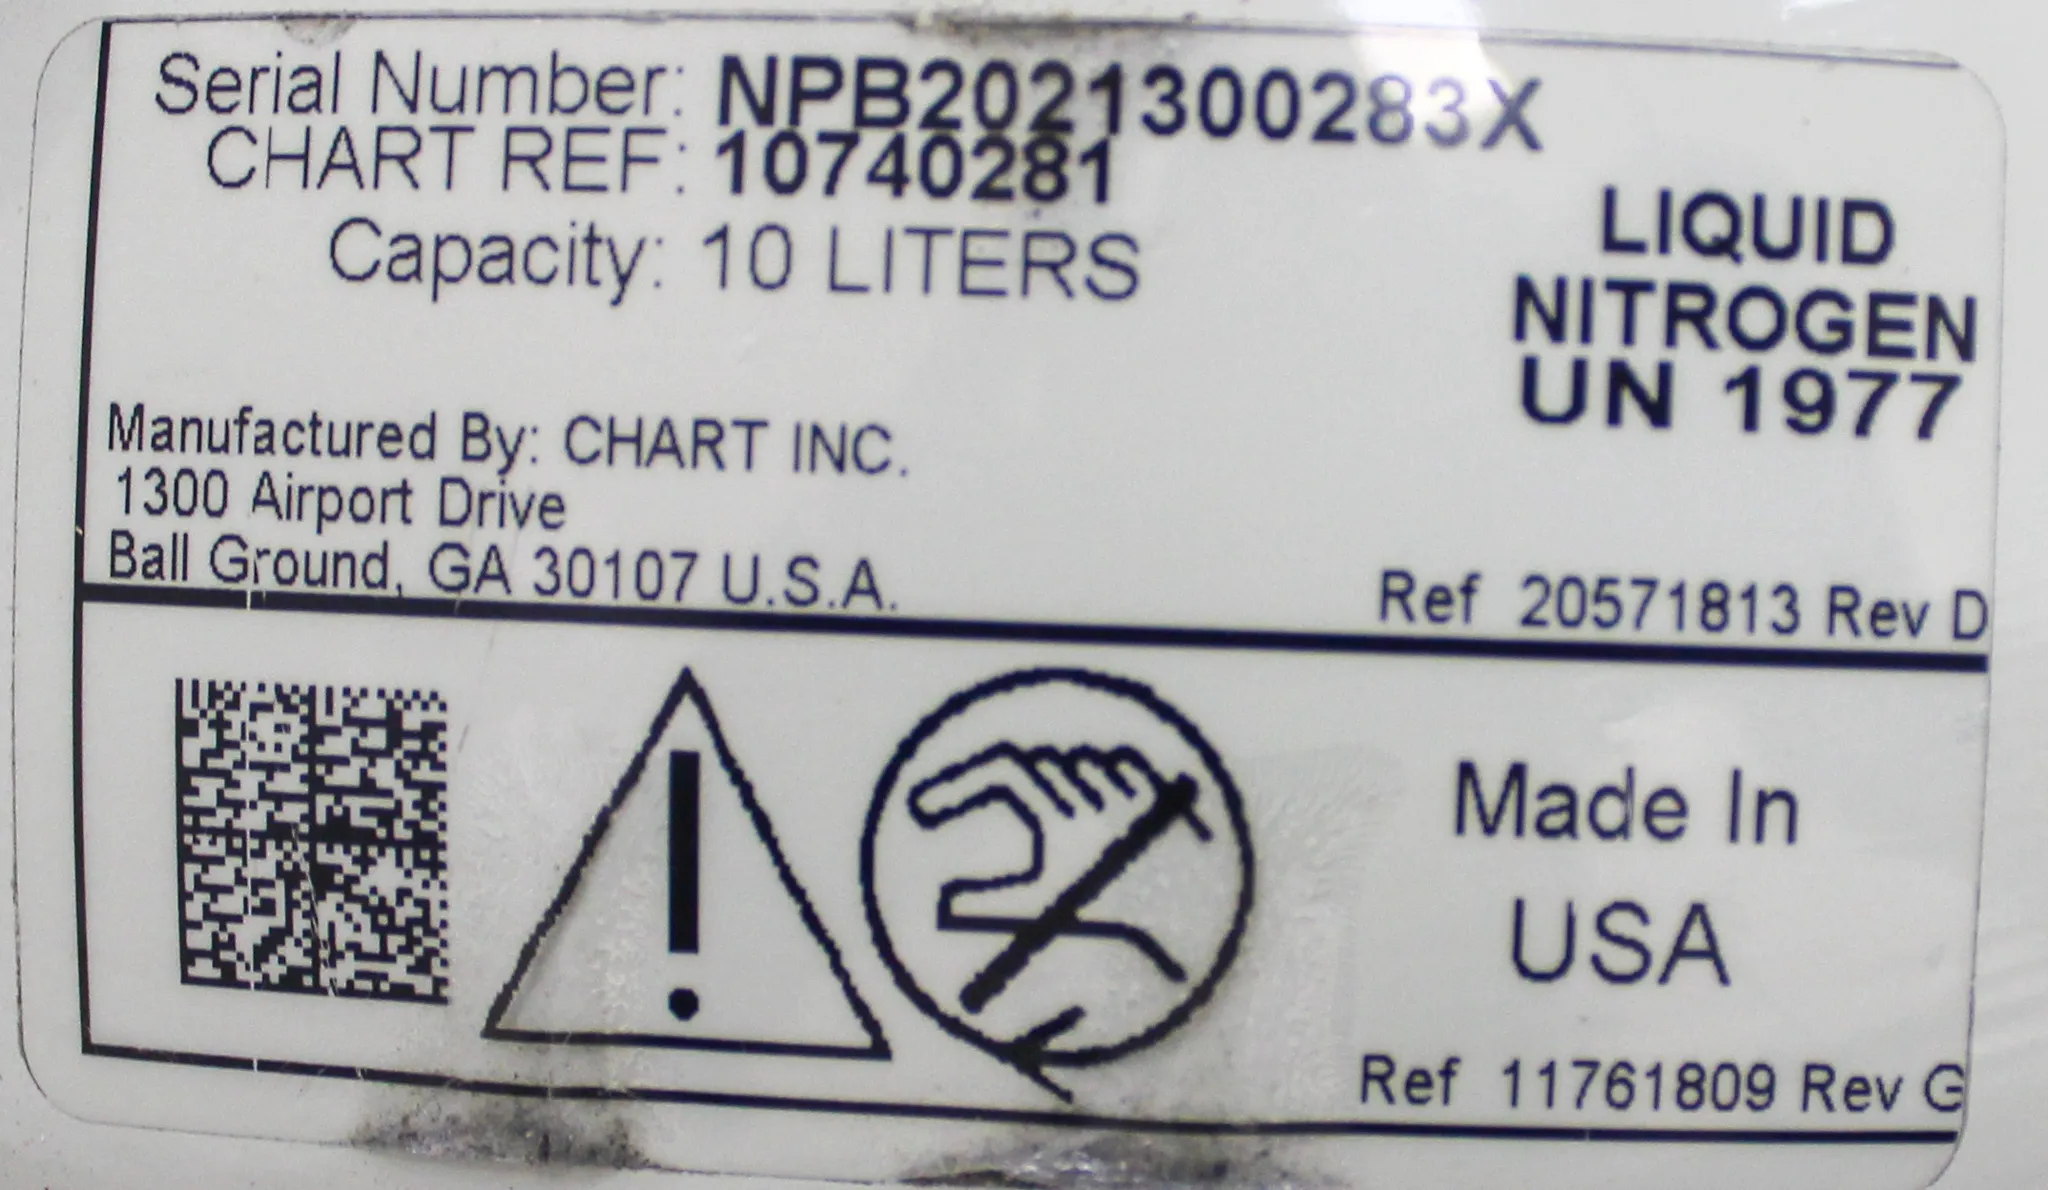 Serial Number: NPB2021300283X
CHART REF: 10740281
Capacity: 10 LITERS
LIQUID
NITROGEN
UN 1977
Manufactured By: CHART INC.
1300 Airport Drive
Ball Ground, GA 30107 U.S.A.
Ref 20571813 Rev D
!
Made In
USA
Ref 11761809 Rev G